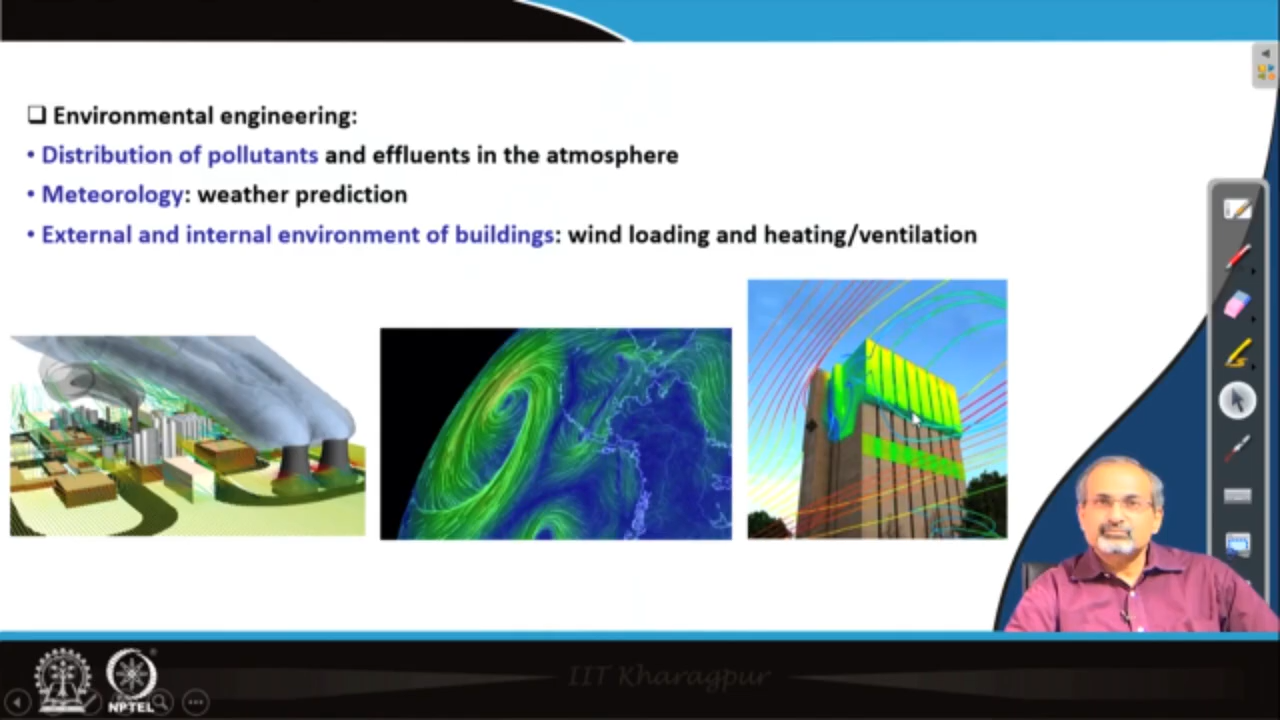 ❑ Environmental engineering:
• Distribution of pollutants and effluents in the atmosphere
• Meteorology: weather prediction
• External and internal environment of buildings: wind loading and heating/ventilation
IIT Kharagpur
NPTEL